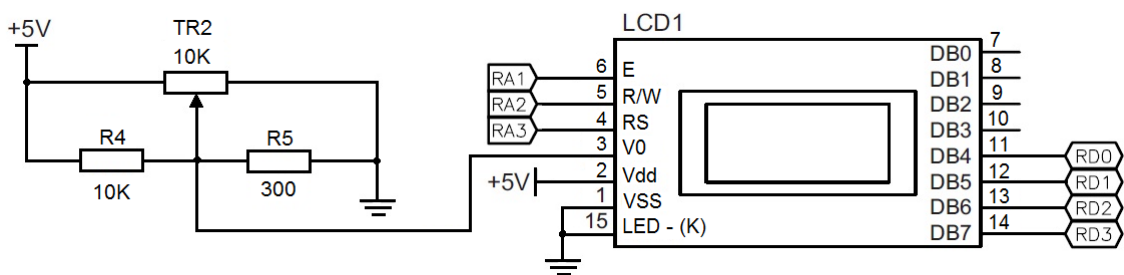 +5V
TR2
10K
R4
10K
R5
300
LCD1
RA1
RA2
RA3
6 E
5 R/W
4 RS
3 V0
+5V
2 Vdd
1 VSS
15 LED - (K)
DB0 7
DB1 8
DB2 9
DB3 10
DB4 11 RD0
DB5 12 RD1
DB6 13 RD2
DB7 14 RD3